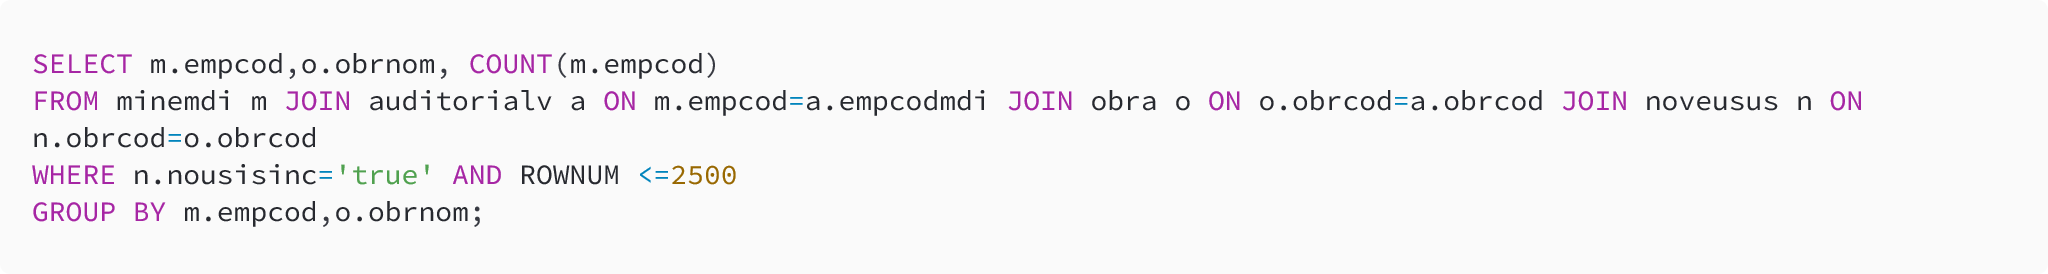 SELECT m.empcod,o.obrnom, COUNT(m.empcod)
FROM minemdi m JOIN auditorialv a ON m.empcod=a.empcodmdi JOIN obra o ON o.obrcod=a.obrcod JOIN noveusus n ON
n.obrcod=o.obrcod
WHERE n.nousisinc='true' AND ROWNUM <=2500
GROUP BY m.empcod,o.obrnom;